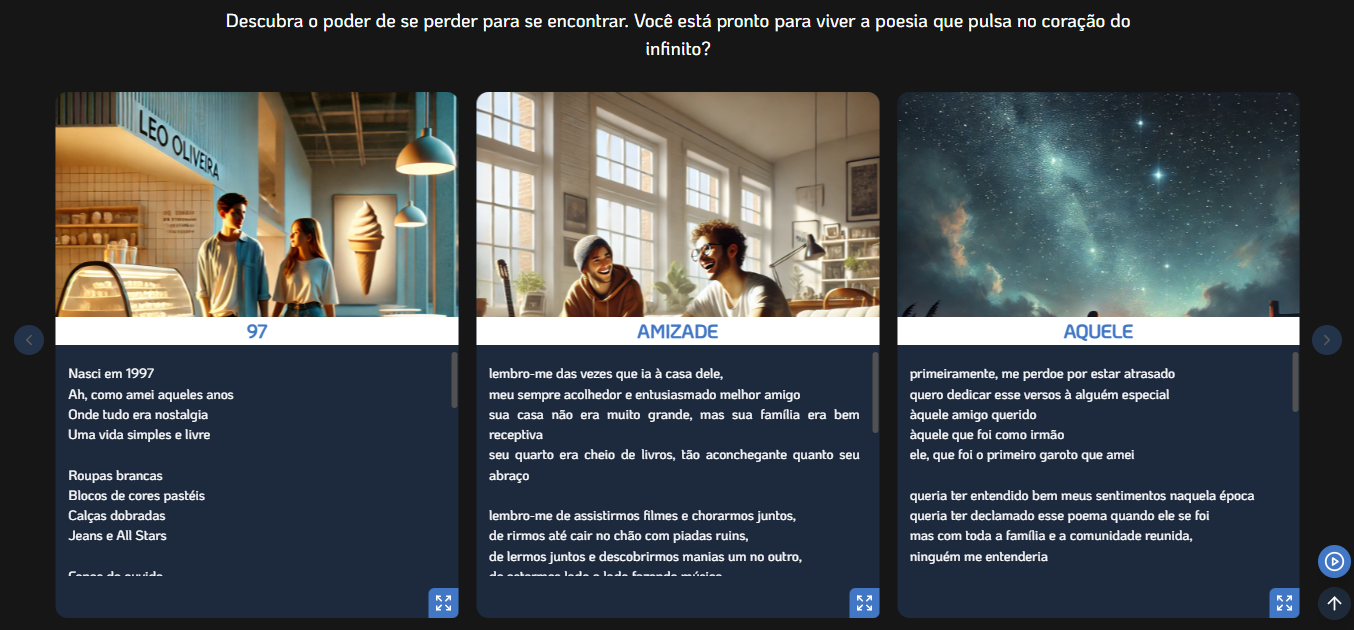 Descubra o poder de se perder para se encontrar. Você está pronto para viver a poesia que pulsa no coração do
infinito?
LEO OLIVEIRA
97
Nasci em 1997
Ah, como amei aqueles anos
Onde tudo era nostalgia
Uma vida simples e livre
Roupas brancas
Blocos de cores pastéis
Calças dobradas
Jeans e All Stars
AMIZADE
lembro-me das vezes que ia à casa dele,
meu sempre acolhedor e entusiasmado melhor amigo
sua casa não era muito grande, mas sua família era bem
receptiva
seu quarto era cheio de livros, tão aconchegante quanto seu
abraço
lembro-me de assistirmos filmes e chorarmos juntos,
de rirmos até cair no chão com piadas ruins,
de lermos juntos e descobrirmos manias um no outro,
AQUELE
primeiramente, me perdoe por estar atrasado
quero dedicar esse versos à alguém especial
àquele amigo querido
àquele que foi como irmão
ele, que foi o primeiro garoto que amei
queria ter entendido bem meus sentimentos naquela época
queria ter declamado esse poema quando ele se foi
mas com toda a família e a comunidade reunida,
ninguém me entenderia